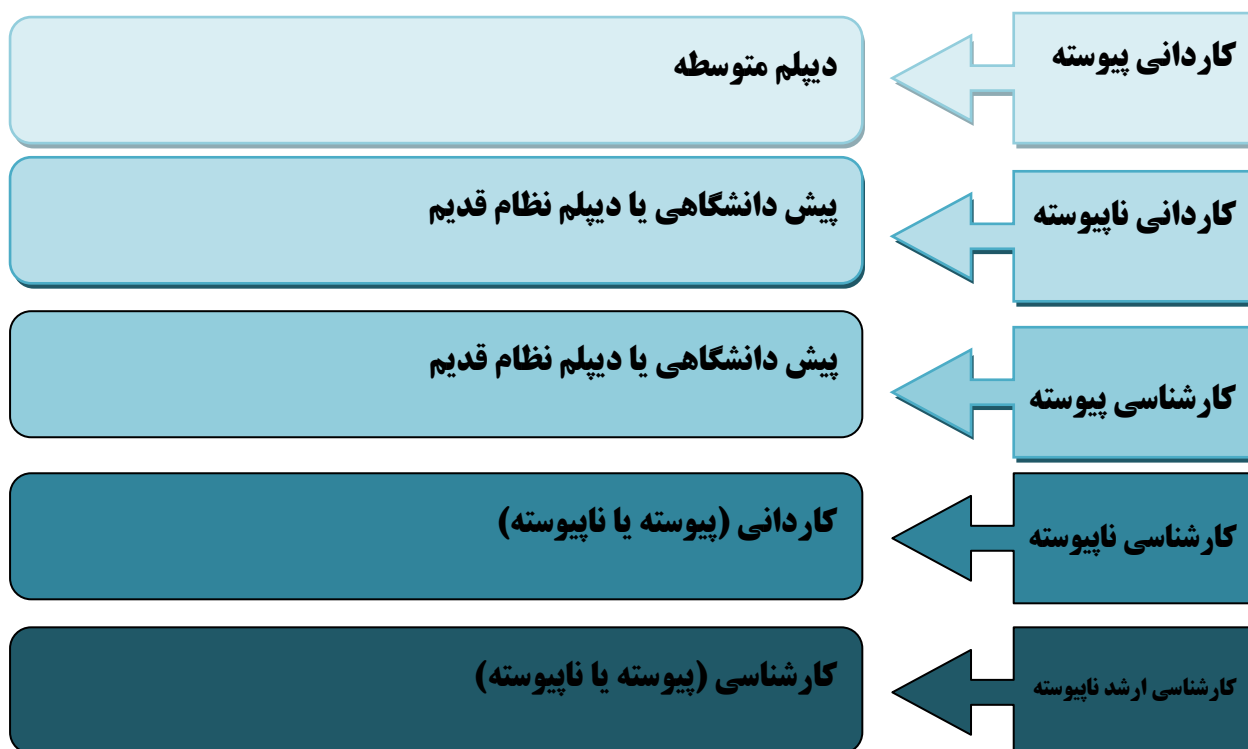 کاردانی پیوسته
دیپلم متوسطه
کاردانی ناپیوسته
پیش دانشگاهی یا دیپلم نظام قدیم
کارشناسی پیوسته
پیش دانشگاهی یا دیپلم نظام قدیم
کارشناسی ناپیوسته
کاردانی (پیوسته یا ناپیوسته)
کارشناسی ارشد ناپیوسته
کارشناسی (پیوسته یا ناپیوسته)